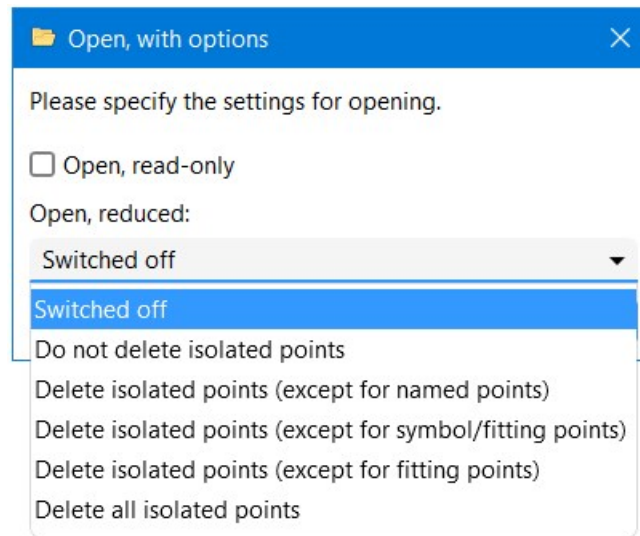 Open, with options
Please specify the settings for opening.
Open, read-only
Open, reduced:
Switched off
Switched off
Do not delete isolated points
Delete isolated points (except for named points)
Delete isolated points (except for symbol/fitting points)
Delete isolated points (except for fitting points)
Delete all isolated points